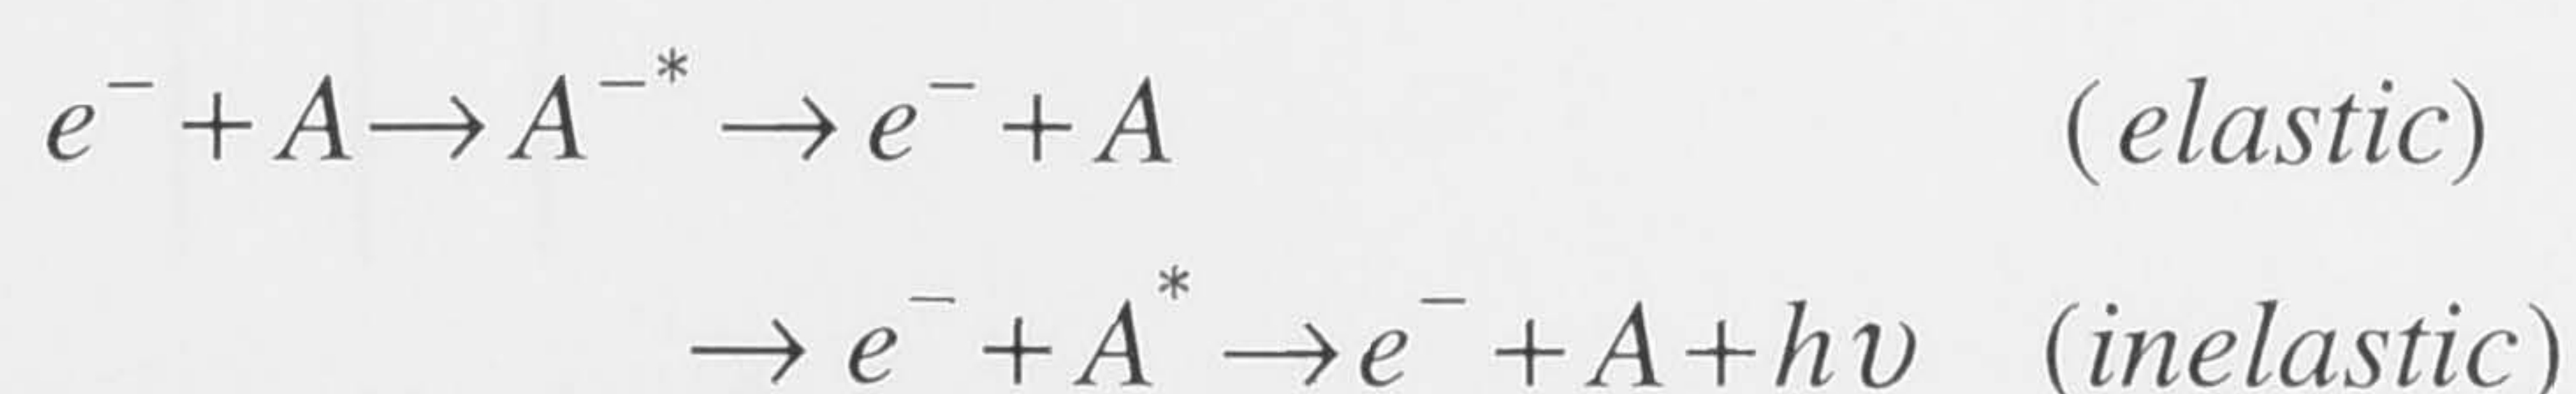 e⁻ + A → A⁻* → e⁻ + A (elastic)
→ e⁻ + A* → e⁻ + A + hυ (inelastic)